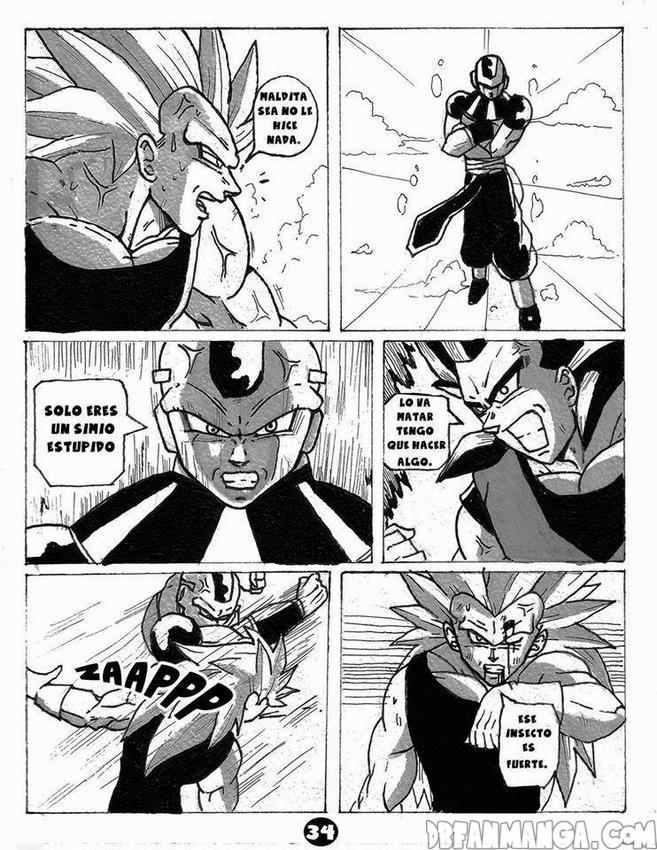 MALDITA
SEA NO LE
HICE
NADA.
SOLO ERES
UN SIMIO
ESTUPIDO
LO VA
MATAR
TENGO
QUE HACER
ALGO.
ZAAPPP
ESE
INSECTO
ES
FUERTE.
34
DBFANMANGA.COM